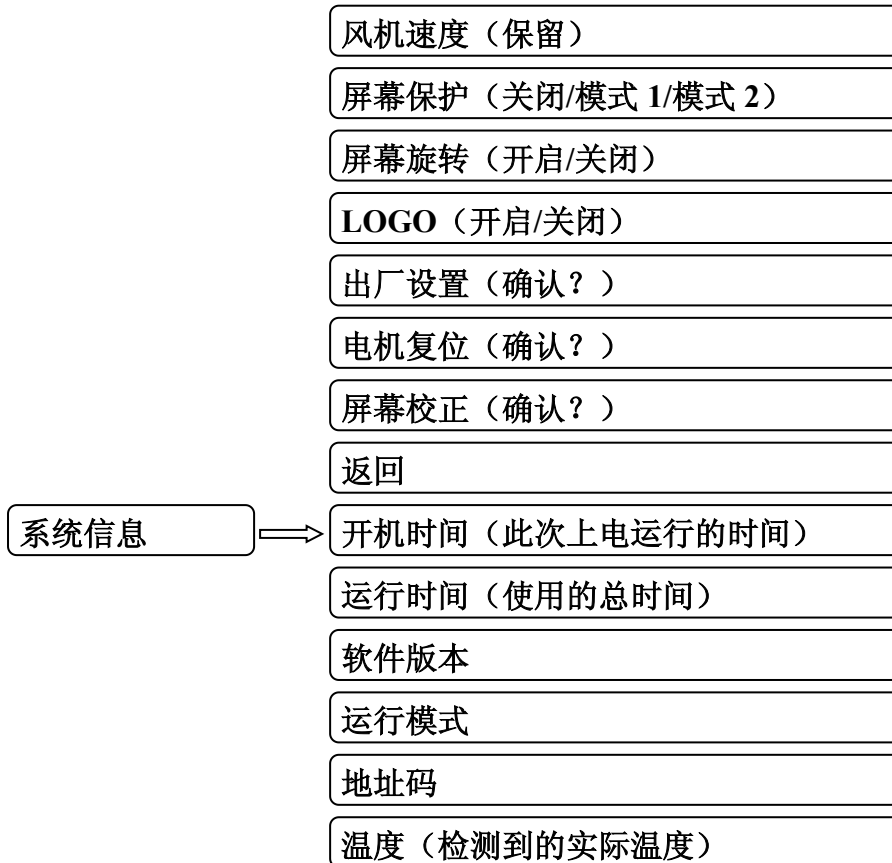 风机速度（保留）
屏幕保护（关闭/模式 1/模式 2）
屏幕旋转（开启/关闭）
LOGO（开启/关闭）
出厂设置（确认？）
电机复位（确认？）
屏幕校正（确认？）
返回
系统信息
开机时间（此次上电运行的时间）
运行时间（使用的总时间）
软件版本
运行模式
地址码
温度（检测到的实际温度）